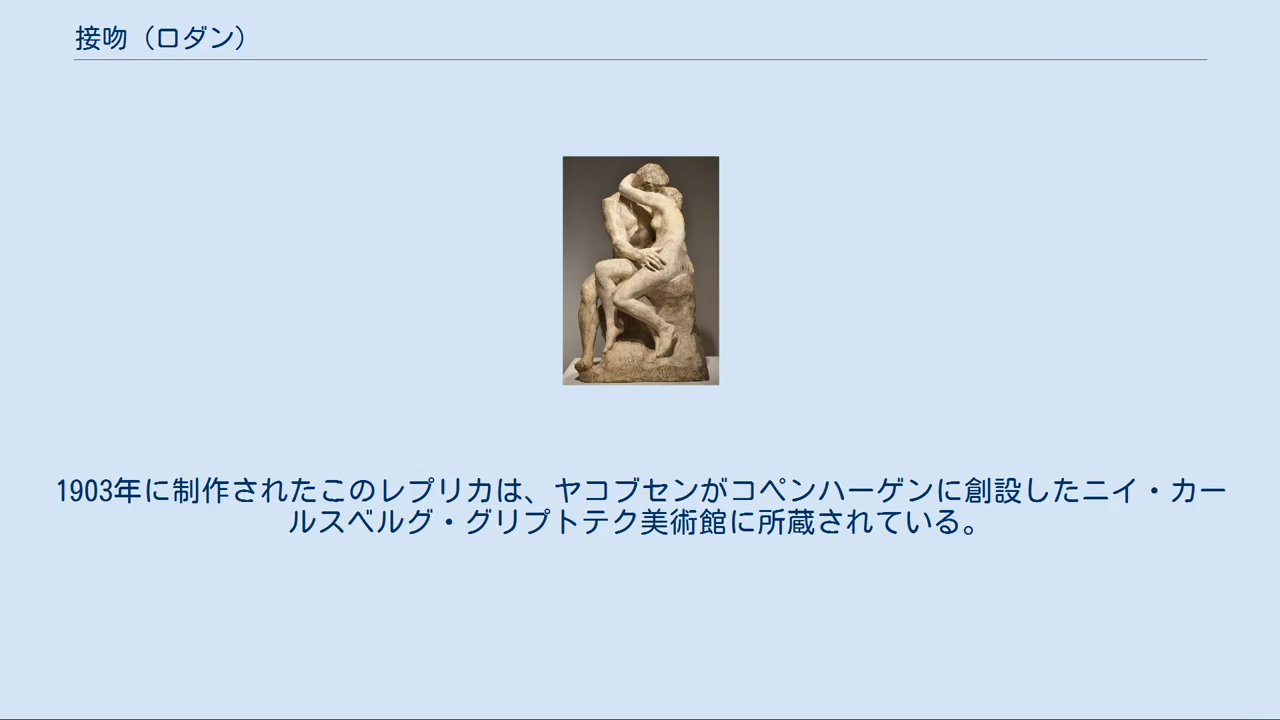 接吻（ロダン）
1903年に制作されたこのレプリカは、ヤコブセンがコペンハーゲンに創設したニイ・カー
ルスベルグ・グリプトテク美術館に所蔵されている。